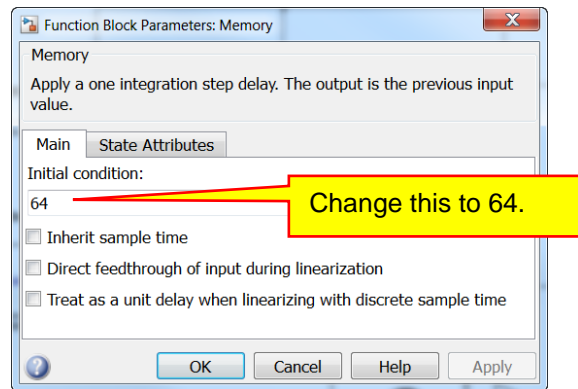 Function Block Parameters: Memory
Memory
Apply a one integration step delay. The output is the previous input
value.
Main State Attributes
Initial condition:
64
Change this to 64.
Inherit sample time
Direct feedthrough of input during linearization
Treat as a unit delay when linearizing with discrete sample time
OK Cancel Help Apply